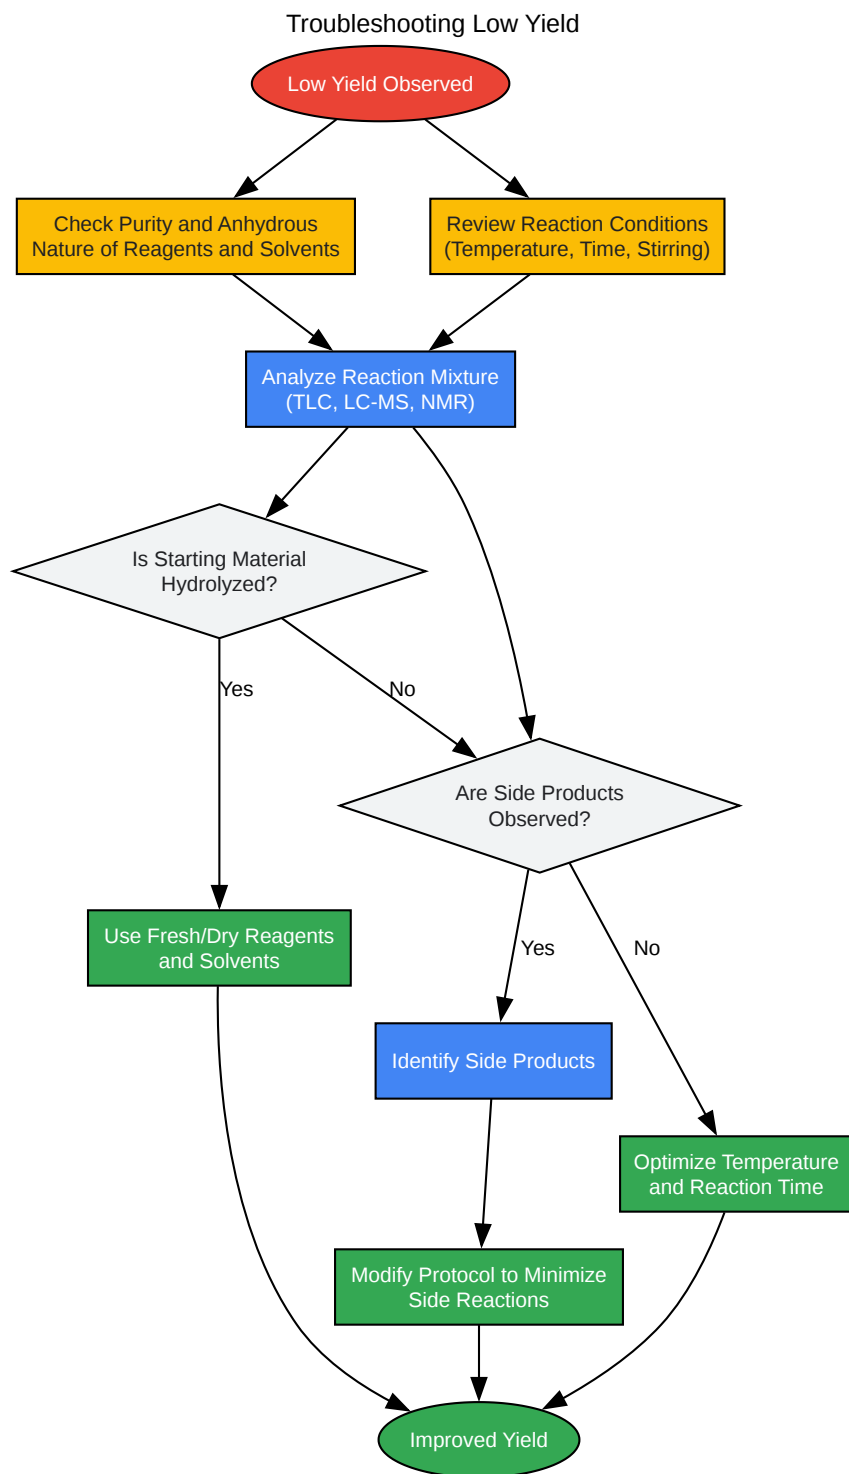 Troubleshooting Low Yield
Low Yield Observed
Check Purity and Anhydrous
Nature of Reagents and Solvents
Review Reaction Conditions
(Temperature, Time, Stirring)
Analyze Reaction Mixture
(TLC, LC-MS, NMR)
Is Starting Material
Hydrolyzed?
Yes
No
Are Side Products
Observed?
Use Fresh/Dry Reagents
and Solvents
Yes
No
Identify Side Products
Optimize Temperature
and Reaction Time
Modify Protocol to Minimize
Side Reactions
Improved Yield